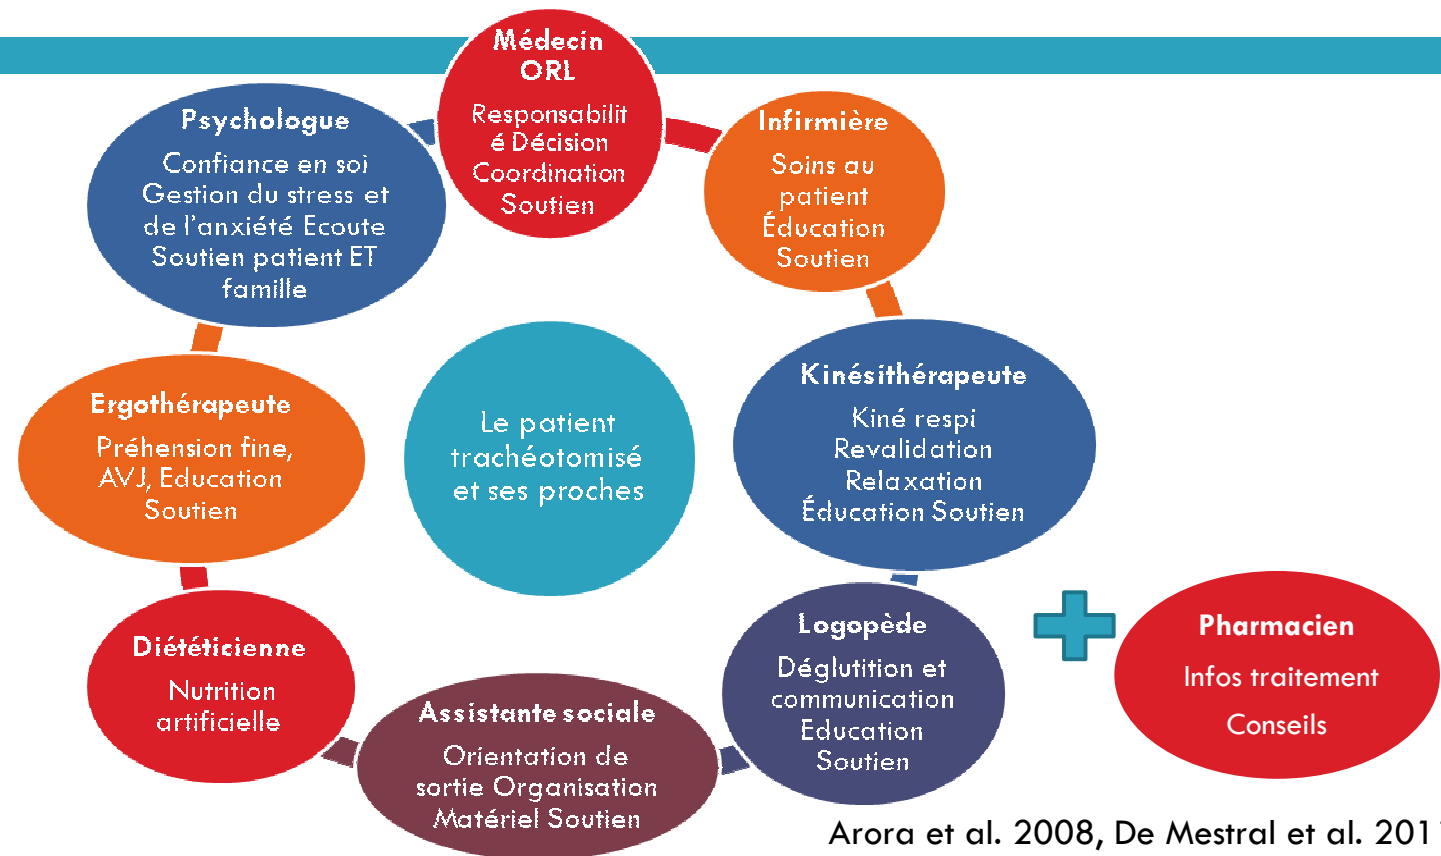 Médecin
ORL
Responsabilit
é Décision
Coordination
Soutien
Psychologue
Confiance en soi
Gestion du stress et
de l'anxiété Ecoute
Soutien patient ET
famille
Infirmière
Soins au
patient
Éducation
Soutien
Ergothérapeute
Préhension fine,
AVJ, Education
Soutien
Le patient
trachéotomisé
et ses proches
Kinésithérapeute
Kiné respi
Revalidation
Relaxation
Éducation Soutien
Diététicienne
Nutrition
artificielle
Assistante sociale
Orientation de
sortie Organisation
Matériel Soutien
Logopède
Déglutition et
communication
Education
Soutien
Pharmacien
Infos traitement
Conseils
Arora et al. 2008, De Mestral et al.